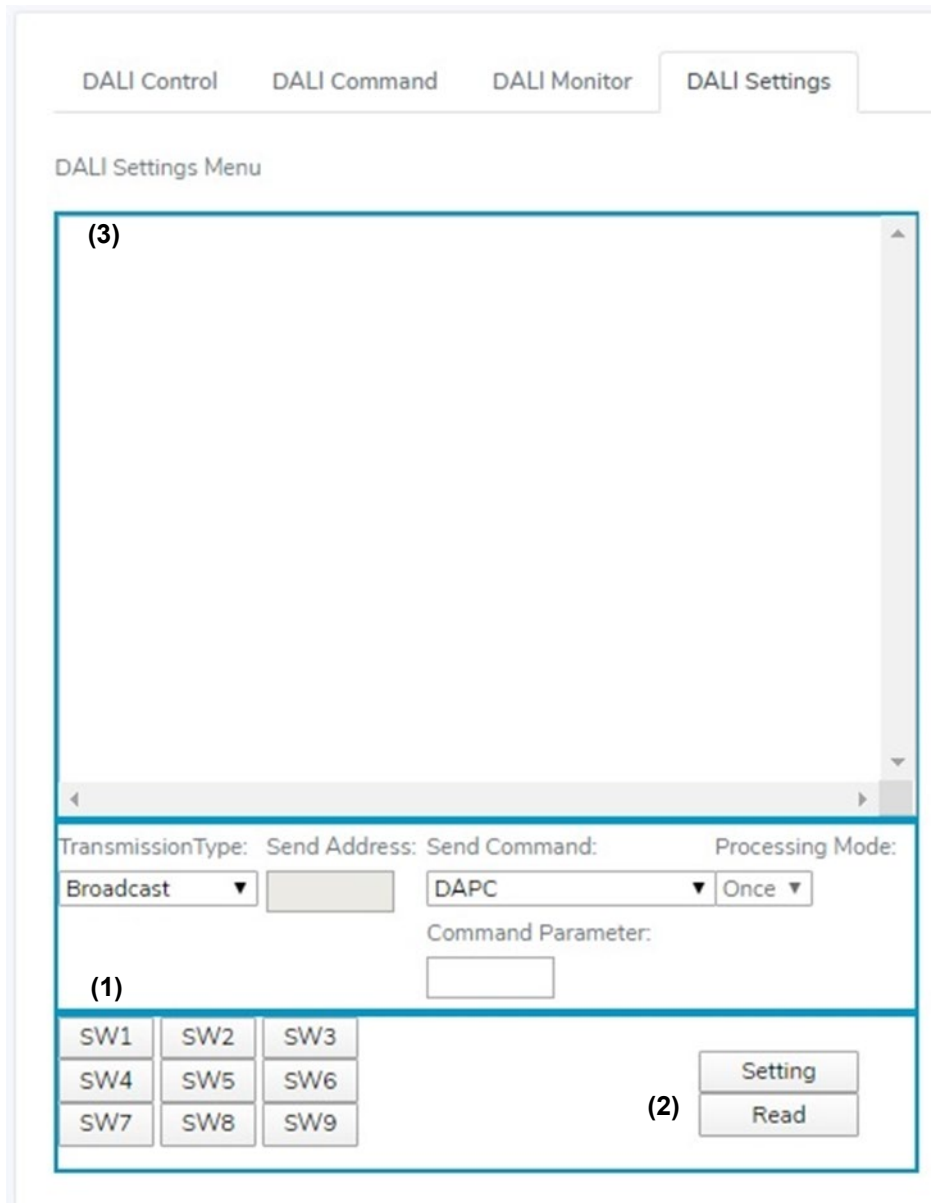 DALI Control DALI Command DALI Monitor DALI Settings
DALI Settings Menu
(3)
TransmissionType: Send Address: Send Command: Processing Mode:
Broadcast DAPC Once
Command Parameter:
(1)
SW1 SW2 SW3
SW4 SW5 SW6 Setting
SW7 SW8 SW9 (2) Read